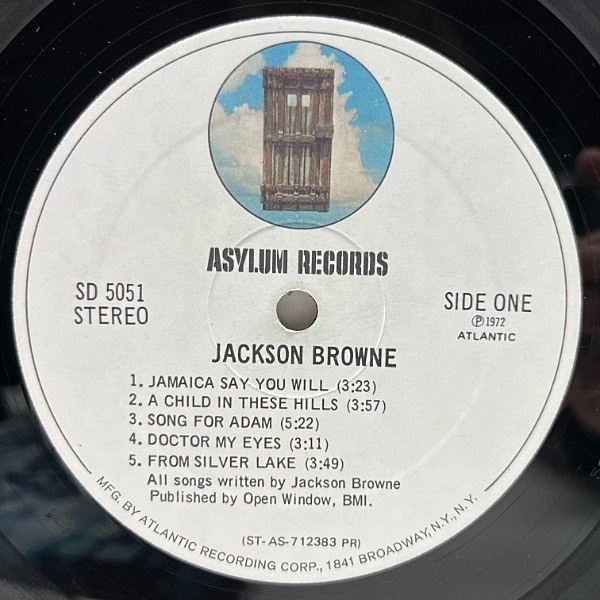 ASYLUM RECORDS
SD 5051
STEREO
SIDE ONE
Ⓟ1972
ATLANTIC
JACKSON BROWNE
1. JAMAICA SAY YOU WILL (3:23)
2. A CHILD IN THESE HILLS (3:57)
3. SONG FOR ADAM (5:22)
4. DOCTOR MY EYES (3:11)
5. FROM SILVER LAKE (3:49)
All songs written by Jackson Browne
Published by Open Window, BMI.
(ST-AS-712383 PR)
MFG. BY ATLANTIC RECORDING CORP., 1841 BROADWAY, N.Y., N.Y.